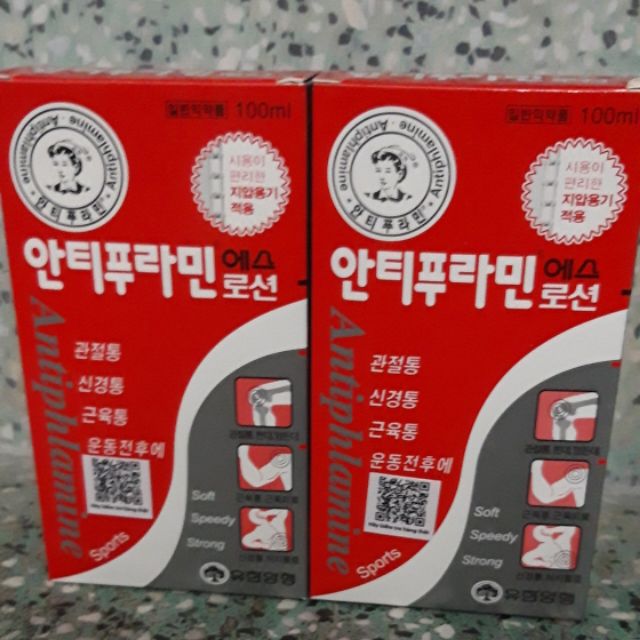 Antiphlamine
안티푸라민
일반의약품 100ml
사용이
편리한
지압용기
적용
안티푸라민 에스
로션
Antiphlamine
관절통
신경통
근육통
운동전후에
Soft
Speedy
Strong
Sports
유한양행
Antiphlamine
안티푸라민
일반의약품 100ml
사용이
편리한
지압용기
적용
안티푸라민 에스
로션
Antiphlamine
관절통
신경통
근육통
운동전후에
Soft
Speedy
Strong
Sports
유한양행